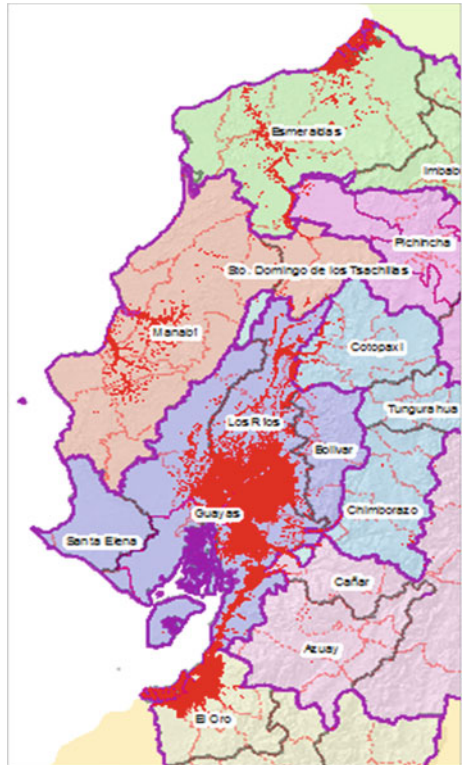 Esmeraldas
Imbab
Pichincha
Sto. Domingo de los Tsachilas
Manabí
Cotopaxi
Tungurahua
Los Ríos
Bolívar
Guayas
Chimborazo
Santa Elena
Cañar
Azuay
El Oro